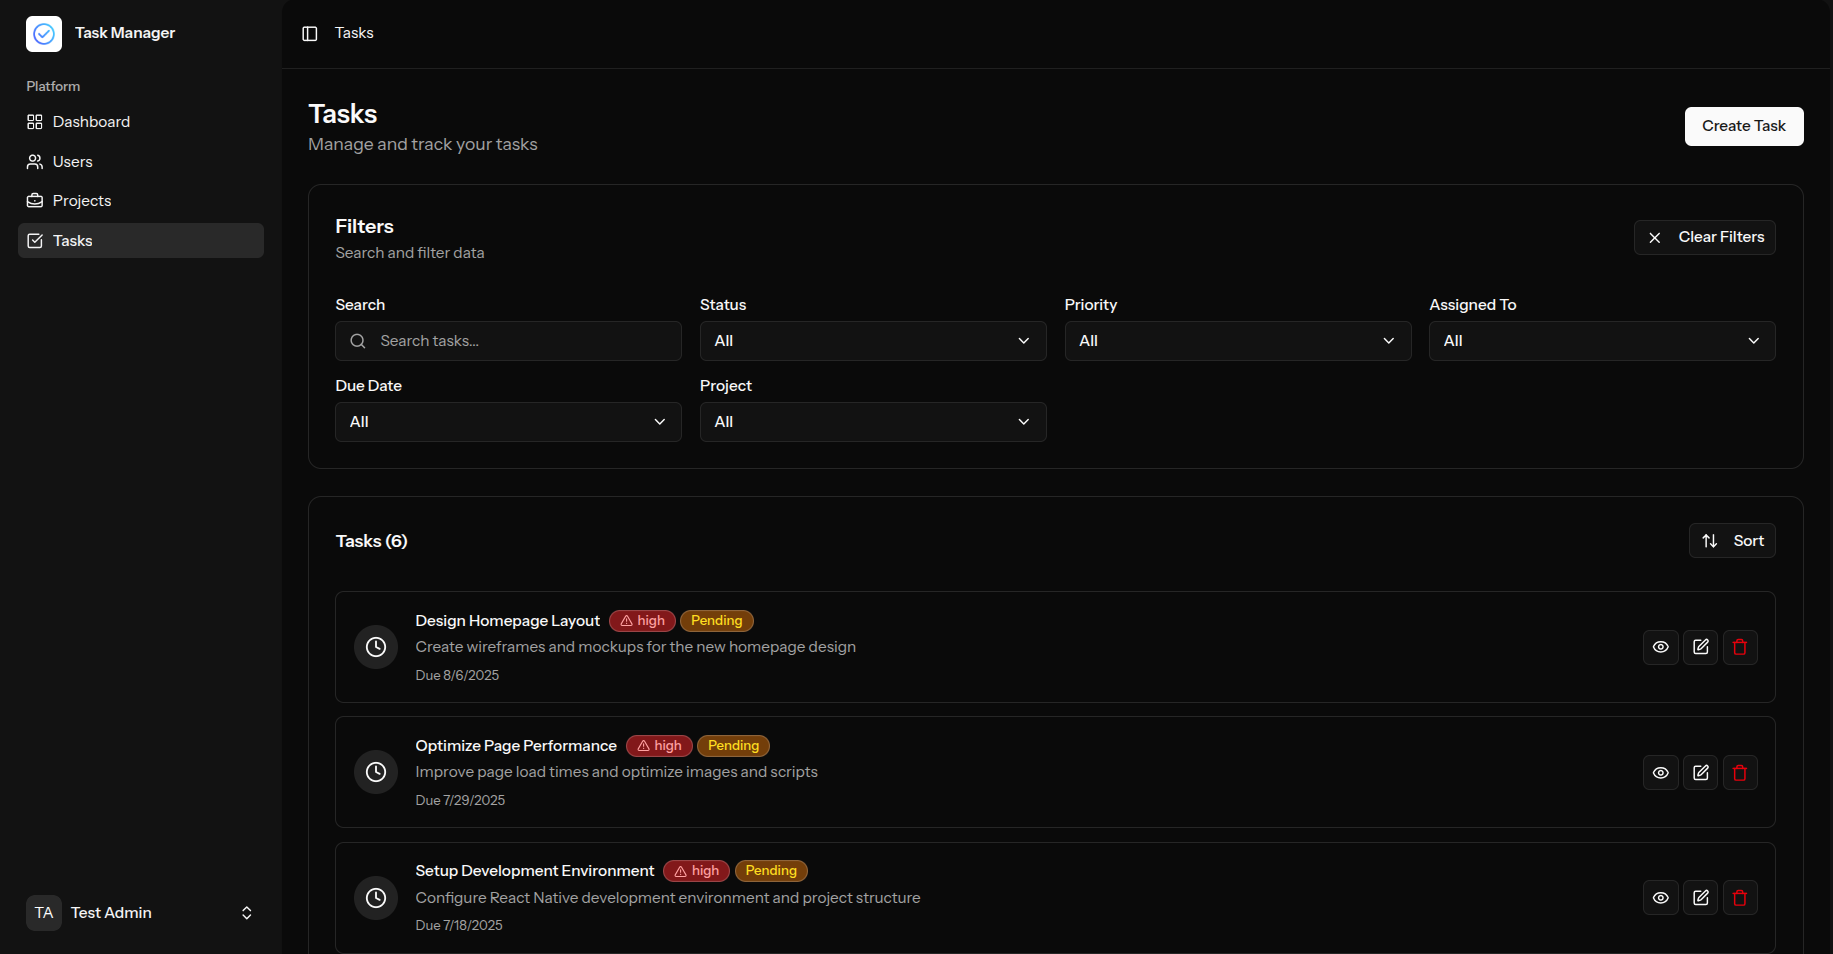 Task Manager
Platform
Dashboard
Users
Projects
Tasks
TA Test Admin
Tasks
Tasks
Manage and track your tasks
Create Task
Filters
Search and filter data
Clear Filters
Search
Search tasks...
Status
All
Priority
All
Assigned To
All
Due Date
All
Project
All
Tasks (6)
Sort
Design Homepage Layout high Pending
Create wireframes and mockups for the new homepage design
Due 8/6/2025
Optimize Page Performance high Pending
Improve page load times and optimize images and scripts
Due 7/29/2025
Setup Development Environment high Pending
Configure React Native development environment and project structure
Due 7/18/2025